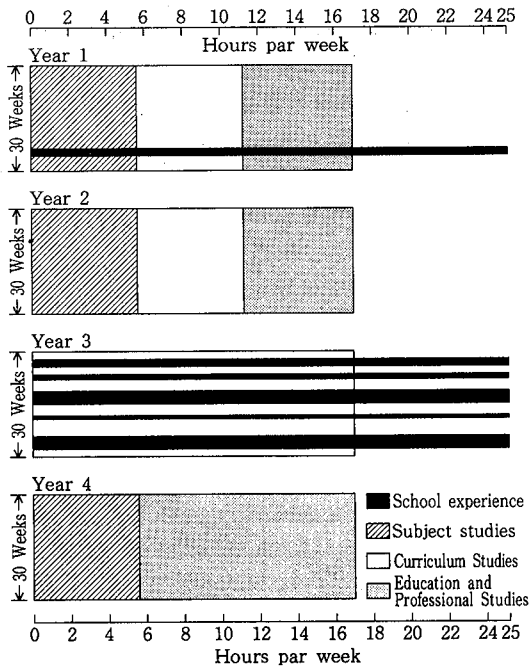 0 2 4 6 8 10 12 14 16 18 20 22 24 25
Hours par week
Year 1
30 Weeks
Year 2
30 Weeks
Year 3
30 Weeks
Year 4
30 Weeks
School experience
Subject studies
Curriculum Studies
Education and
Professional Studies
0 2 4 6 8 10 12 14 16 18 20 22 24 25
Hours par week